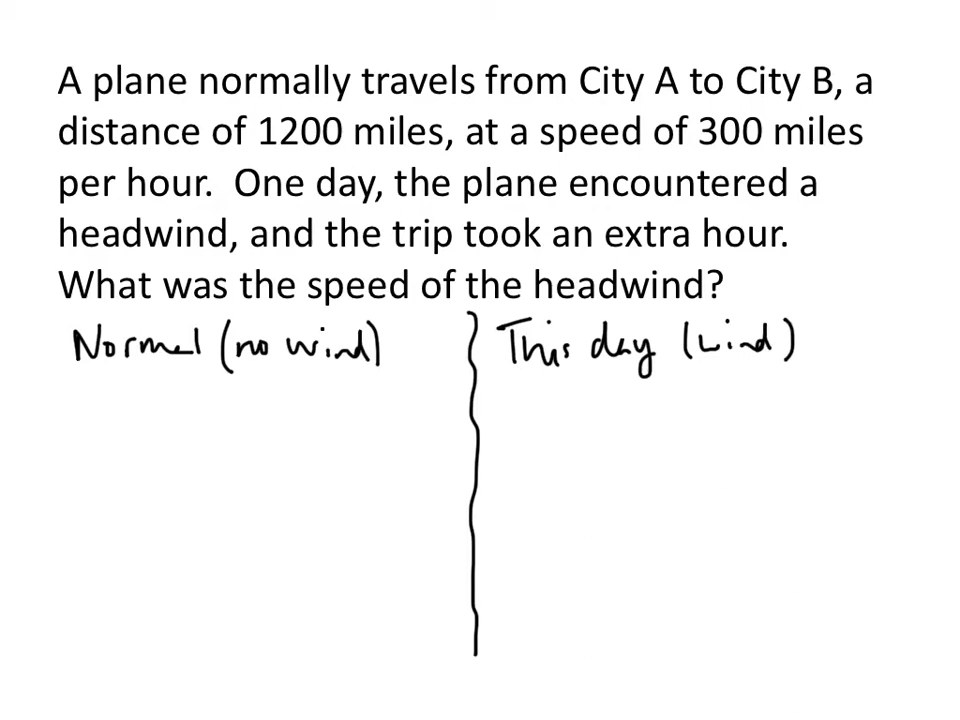 A plane normally travels from City A to City B, a
distance of 1200 miles, at a speed of 300 miles
per hour.  One day, the plane encountered a
headwind, and the trip took an extra hour.
What was the speed of the headwind?
Normal (no wind)
This day (wind)